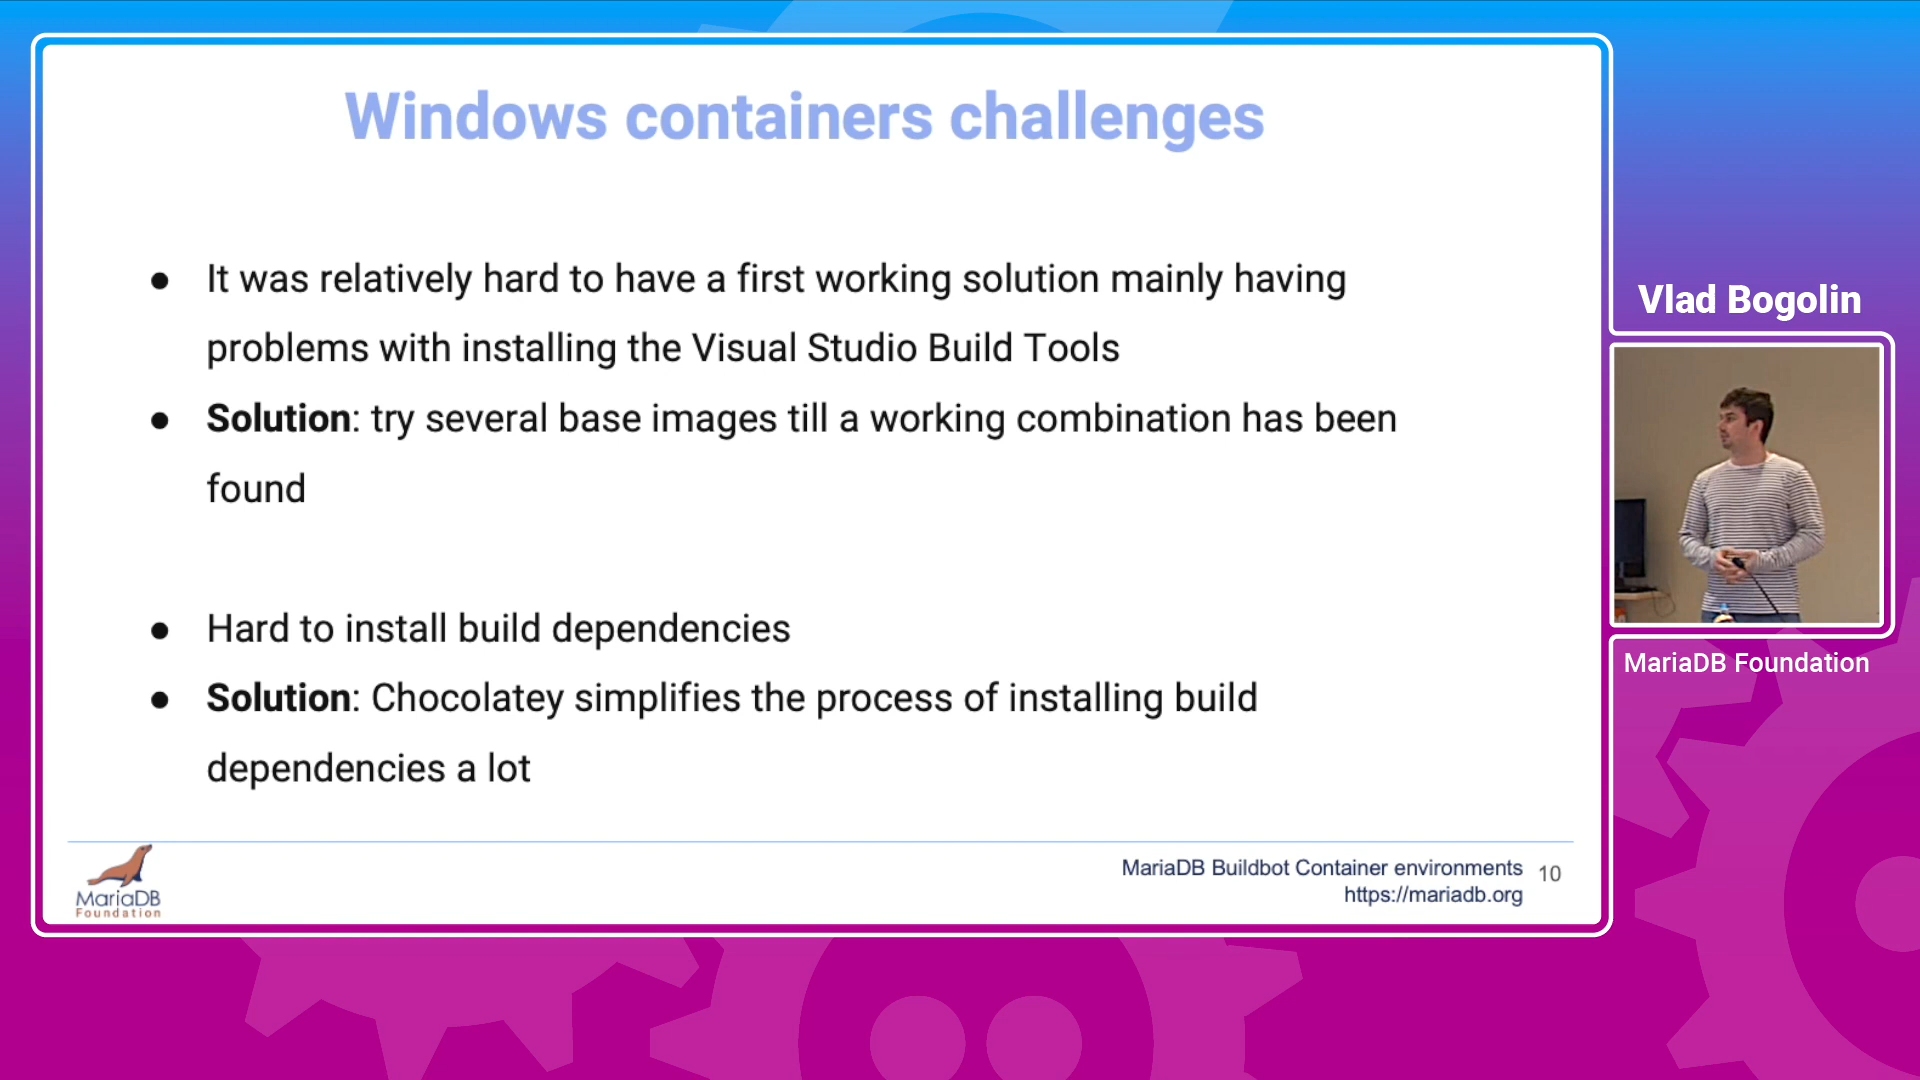 Windows containers challenges
● It was relatively hard to have a first working solution mainly having
problems with installing the Visual Studio Build Tools
● Solution: try several base images till a working combination has been
found
● Hard to install build dependencies
● Solution: Chocolatey simplifies the process of installing build
dependencies a lot
MariaDB
Foundation
MariaDB Buildbot Container environments
https://mariadb.org
10
Vlad Bogolin
MariaDB Foundation